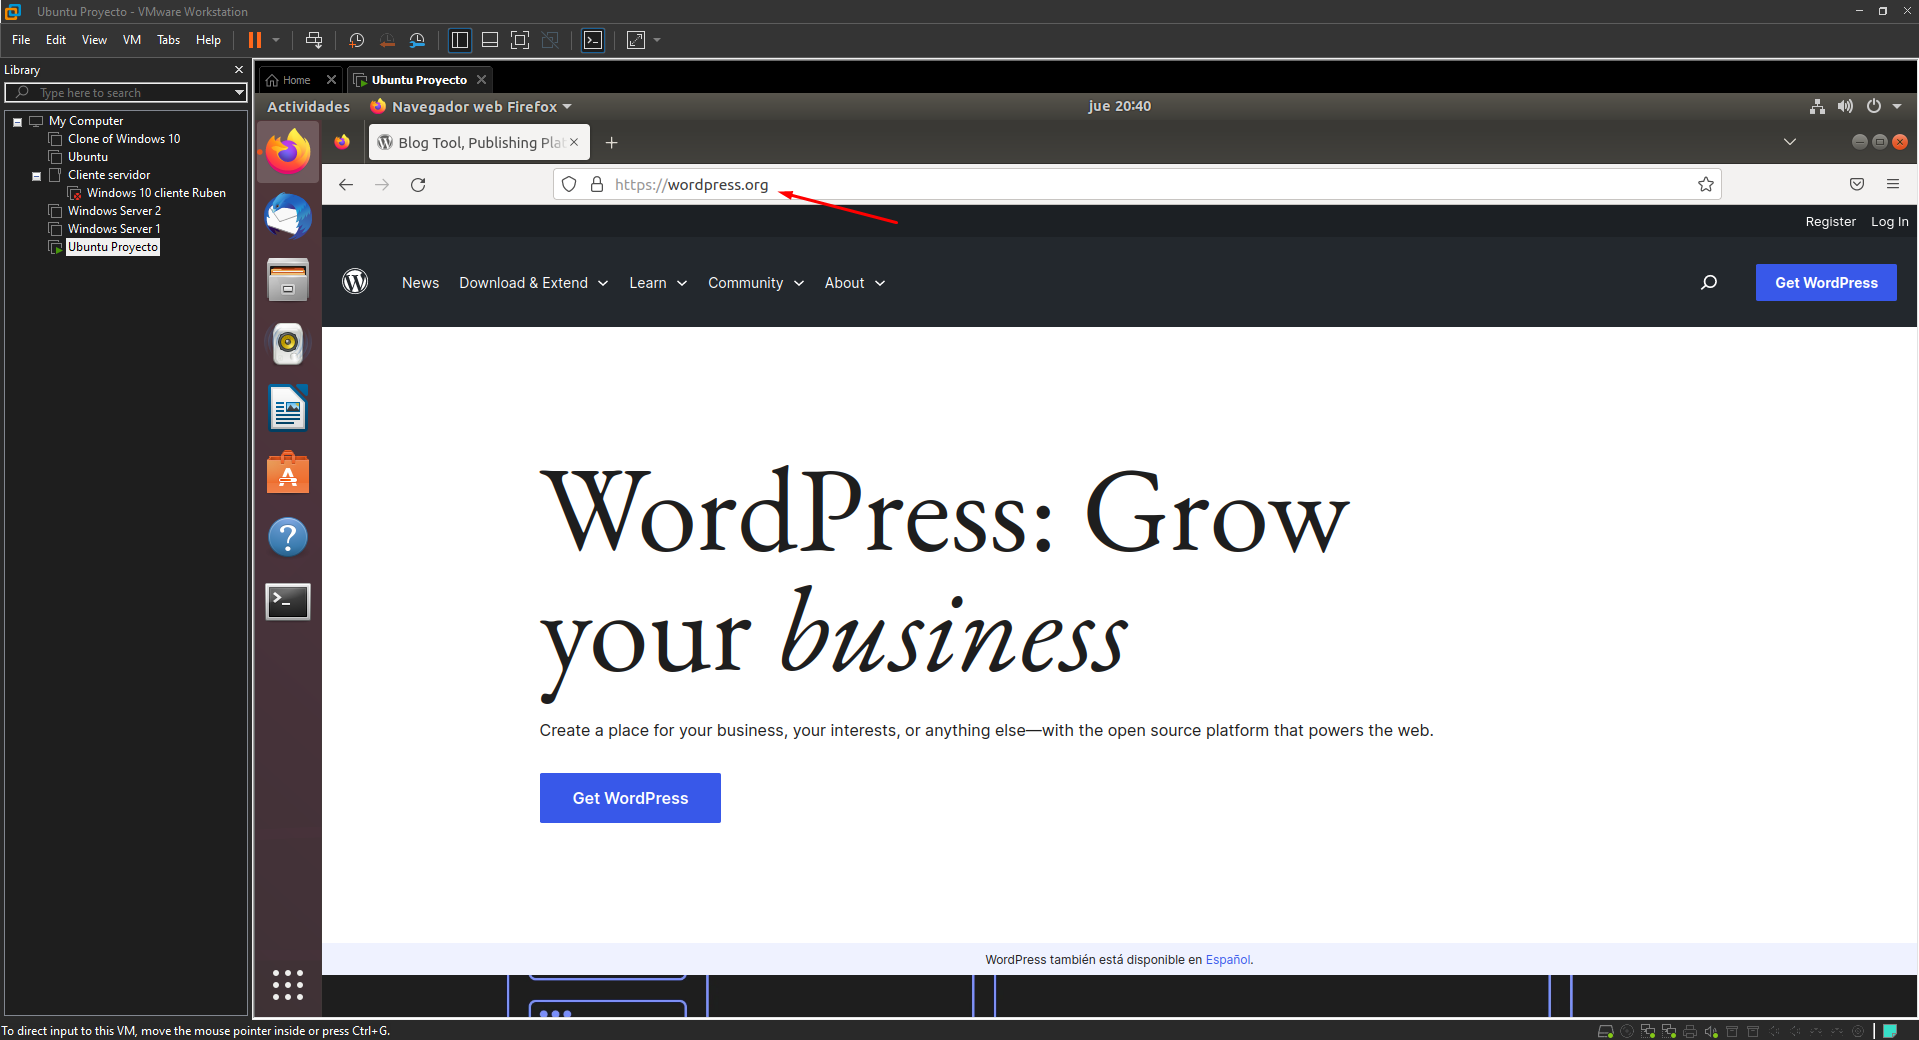 Ubuntu Proyecto - VMware Workstation
File Edit View VM Tabs Help
Library
Type here to search
My Computer
Clone of Windows 10
Ubuntu
Cliente servidor
Windows 10 cliente Ruben
Windows Server 2
Windows Server 1
Ubuntu Proyecto
Home Ubuntu Proyecto
Actividades Navegador web Firefox jue 20:40
Blog Tool, Publishing Pla
https://wordpress.org
Register Log In
News Download & Extend Learn Community About Get WordPress
WordPress: Grow
your business
Create a place for your business, your interests, or anything else—with the open source platform that powers the web.
Get WordPress
WordPress también está disponible en Español.
To direct input to this VM, move the mouse pointer inside or press Ctrl+G.